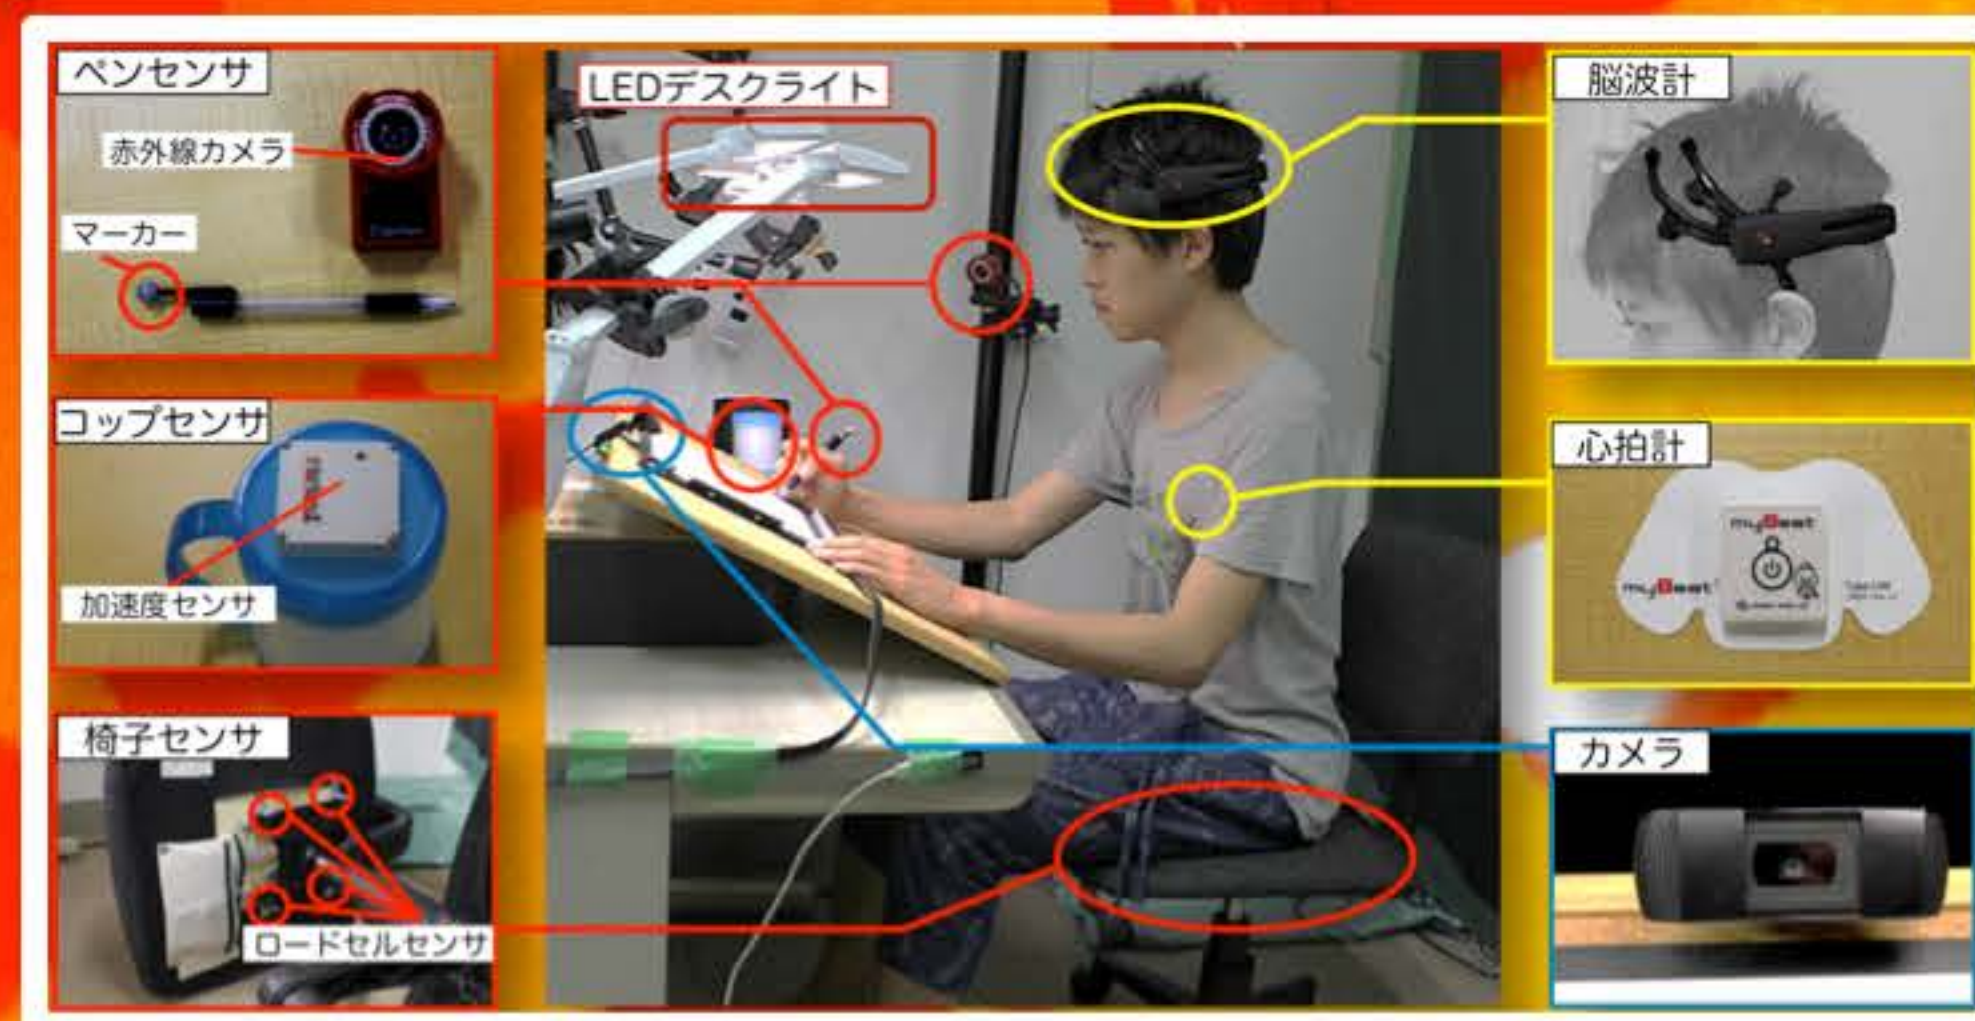 ペンセンサ
赤外線カメラ
マーカー
コップセンサ
加速度センサ
椅子センサ
ロードセルセンサ
LEDデスクライト
脳波計
心拍計
myBeat
myBeat
カメラ